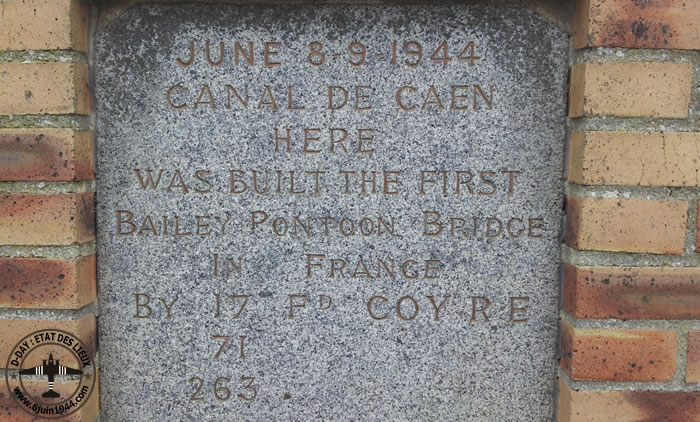 JUNE 8-9-1944
CANAL DE CAEN
HERE
WAS BUILT THE FIRST
BAILEY PONTOON BRIDGE
IN FRANCE
BY 17 FD COY R E
71
263 .
D-DAY : ETAT DES LIEUX
www.6juin1944.com